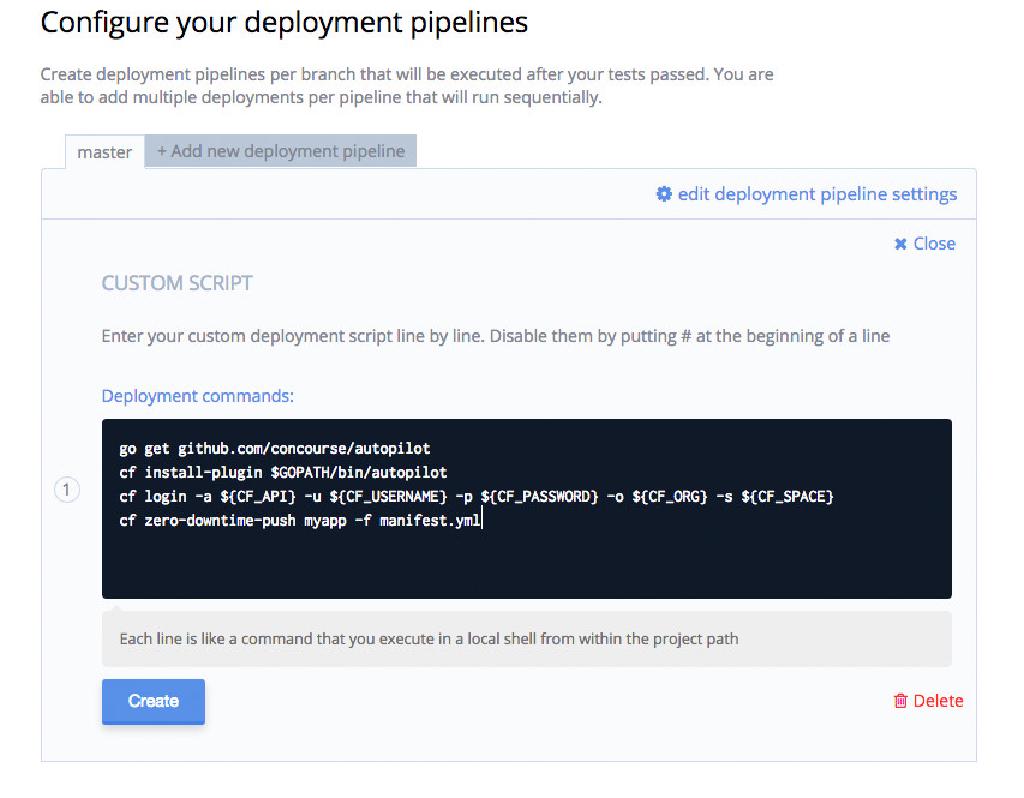 Configure your deployment pipelines
Create deployment pipelines per branch that will be executed after your tests passed. You are
able to add multiple deployments per pipeline that will run sequentially.
master
+ Add new deployment pipeline
edit deployment pipeline settings
Close
CUSTOM SCRIPT
Enter your custom deployment script line by line. Disable them by putting # at the beginning of a line
Deployment commands:
1
go get github.com/concourse/autopilot
cf install-plugin $GOPATH/bin/autopilot
cf login -a ${CF_API} -u ${CF_USERNAME} -p ${CF_PASSWORD} -o ${CF_ORG} -s ${CF_SPACE}
cf zero-downtime-push myapp -f manifest.yml
Each line is like a command that you execute in a local shell from within the project path
Create
Delete